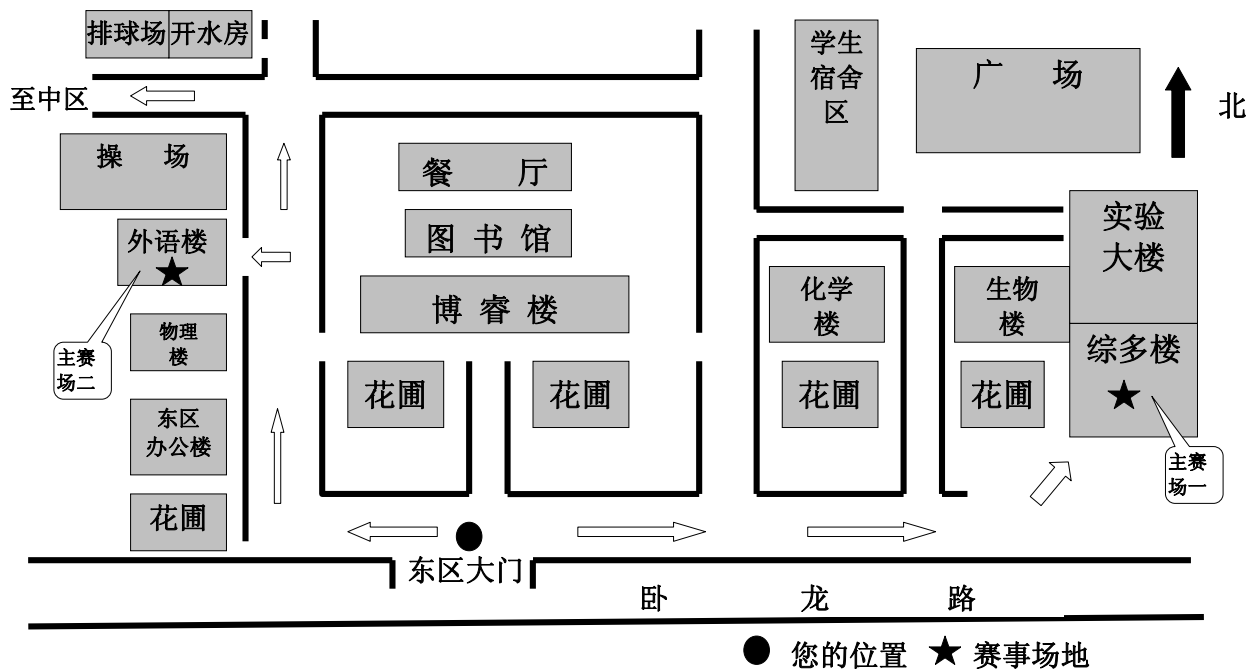 排球场 开水房
至中区
学生
宿舍
区
广 场
北
操 场
餐 厅
图 书 馆
博 睿 楼
外语楼
主赛
场二
物理
楼
东区
办公楼
花圃
花圃
花圃
化学
楼
花圃
生物
楼
花圃
实验
大楼
综多楼
主赛
场一
东区大门
卧 龙 路
您的位置 赛事场地